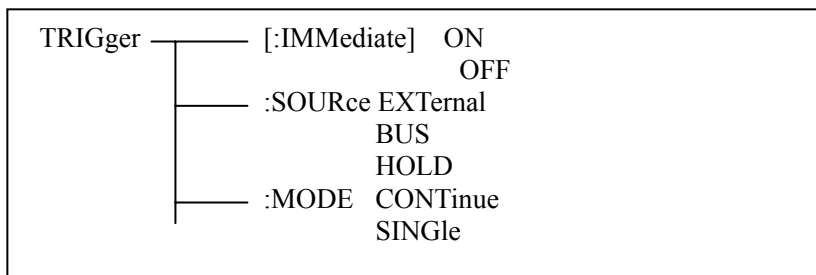 TRIGger [:IMMediate] ON
OFF
:SOURce EXTernal
BUS
HOLD
:MODE CONTinue
SINGle